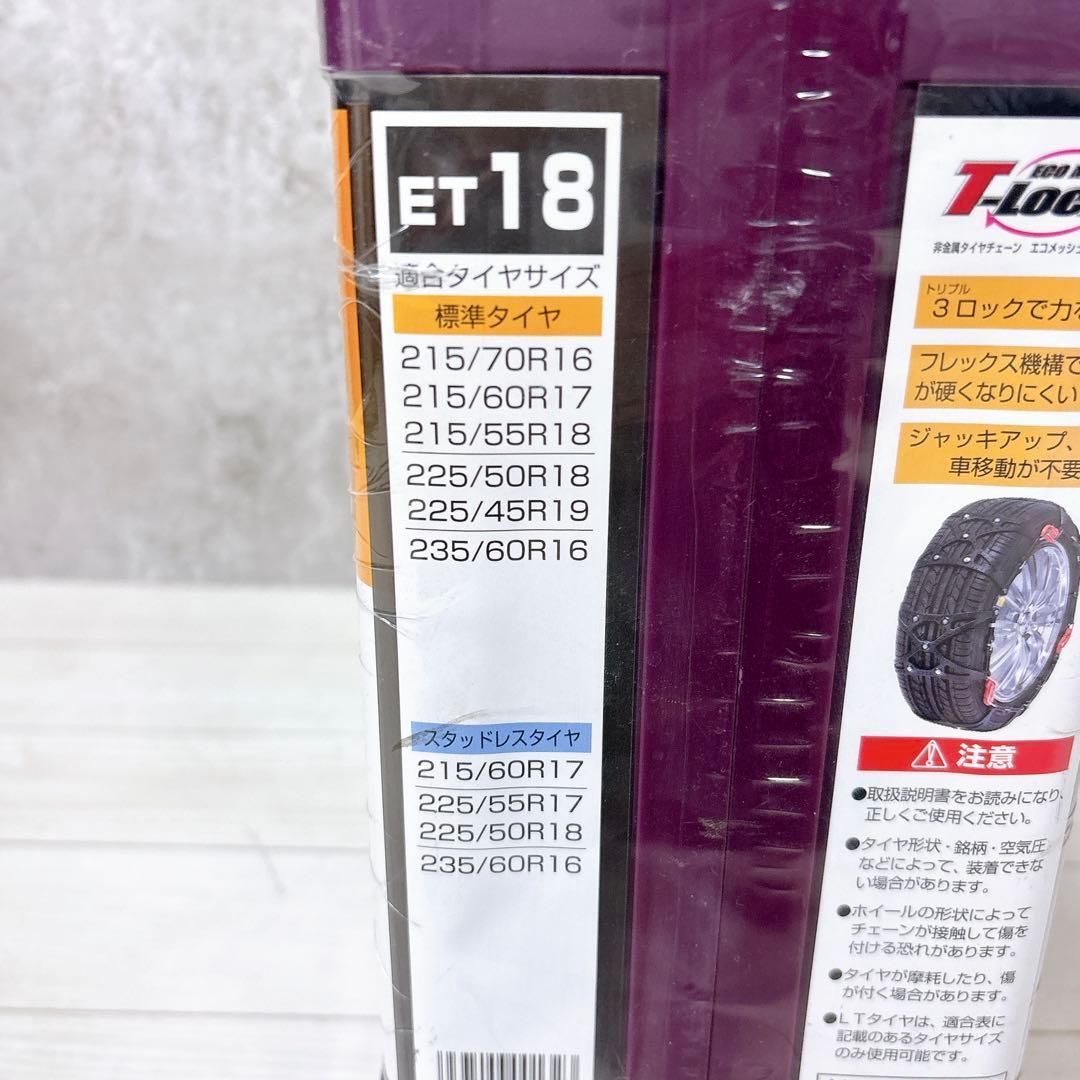 ET18
適合タイヤサイズ
標準タイヤ
215/70R16
215/60R17
215/55R18
225/50R18
225/45R19
235/60R16
スタッドレスタイヤ
215/60R17
225/55R17
225/50R18
235/60R16
ECO
T-LOC
非金属タイヤチェーン エコメッシュ
トリプル
3ロックで力を
フレックス機構で
が硬くなりにくい
ジャッキアップ、
車移動が不要
注意
●取扱説明書をお読みになり、
正しくご使用ください。
●タイヤ形状・銘柄・空気圧
などによって、装着できな
い場合があります。
●ホイールの形状によって
チェーンが接触して傷を
付ける恐れがあります。
●タイヤが摩耗したり、傷
が付く場合があります。
●LTタイヤは、適合表に
記載のあるタイヤサイズ
のみ使用可能です。